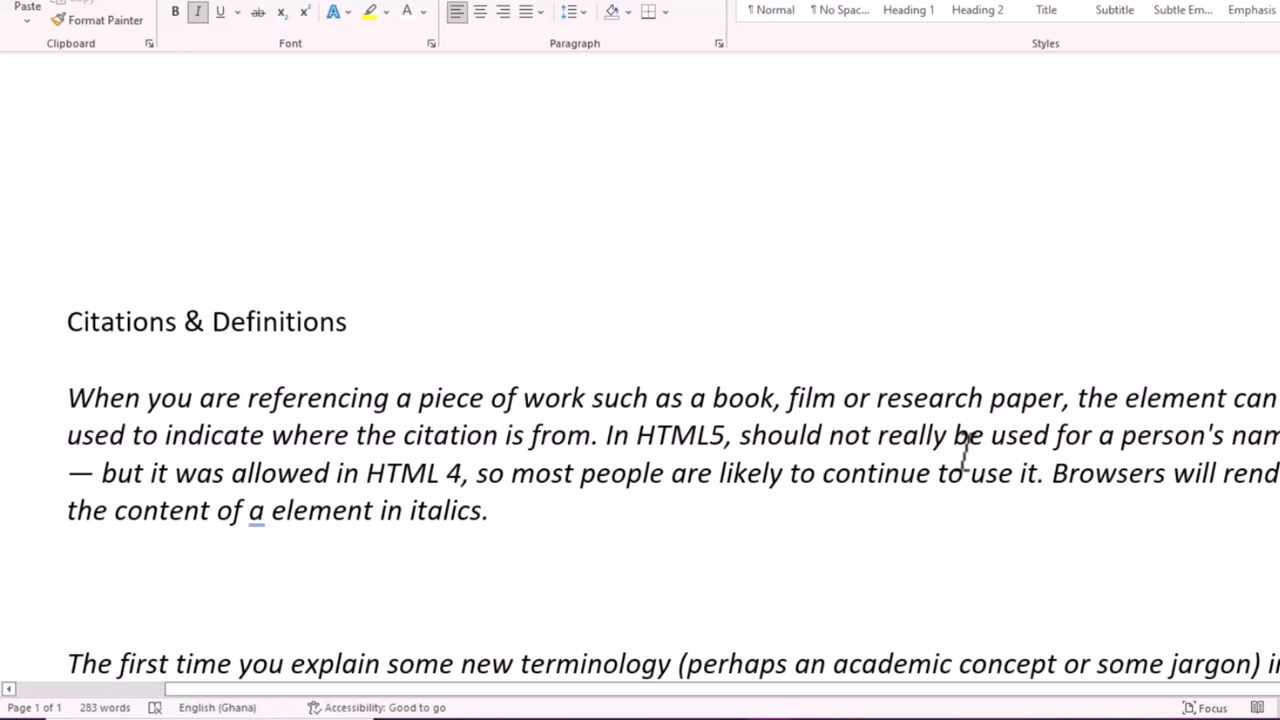 Paste
Format Painter
B I U ab x₂ x² A A
¶ Normal ¶ No Spac... Heading 1 Heading 2 Title Subtitle Subtle Em... Emphasis
Clipboard Font Paragraph Styles
Citations & Definitions
When you are referencing a piece of work such as a book, film or research paper, the element can
used to indicate where the citation is from. In HTML5, should not really be used for a person's nam
— but it was allowed in HTML 4, so most people are likely to continue to use it. Browsers will rend
the content of a element in italics.
The first time you explain some new terminology (perhaps an academic concept or some jargon) i
Page 1 of 1 283 words English (Ghana) Accessibility: Good to go Focus